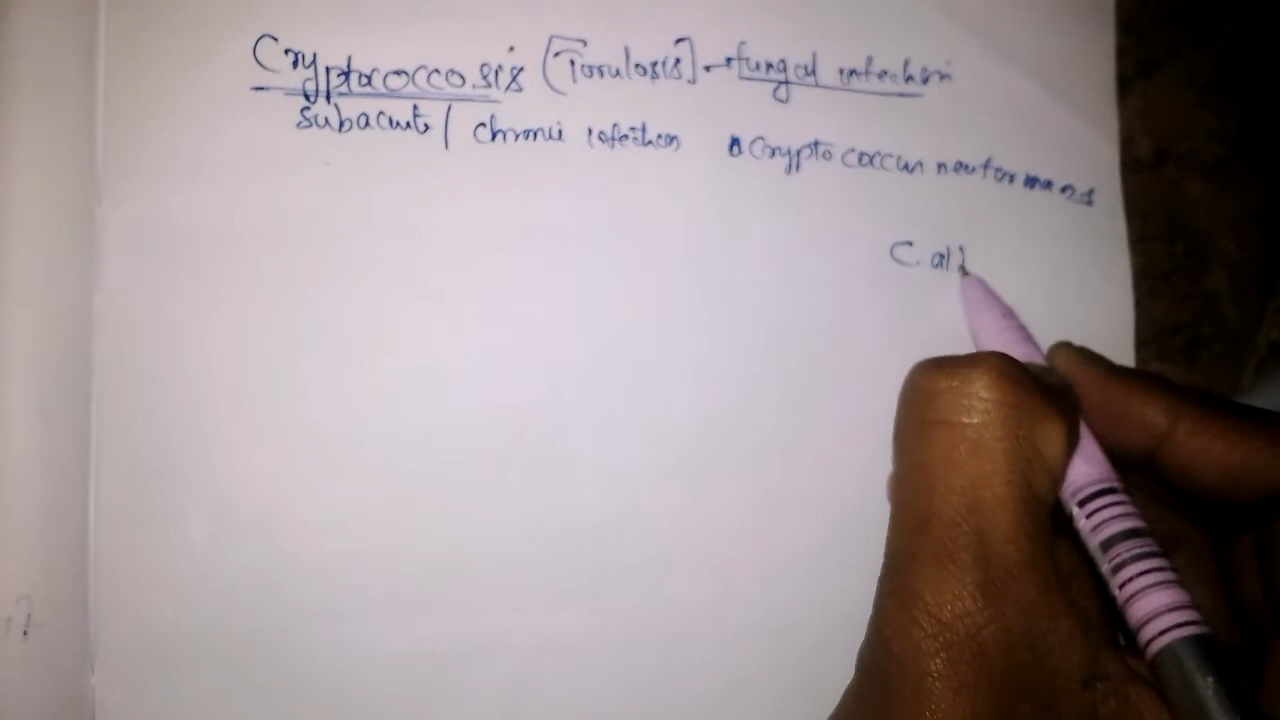 Cryptococcosis [Torulosis] → fungal infection
Subacute / chronic infection Cryptococcus neoformans
C. al